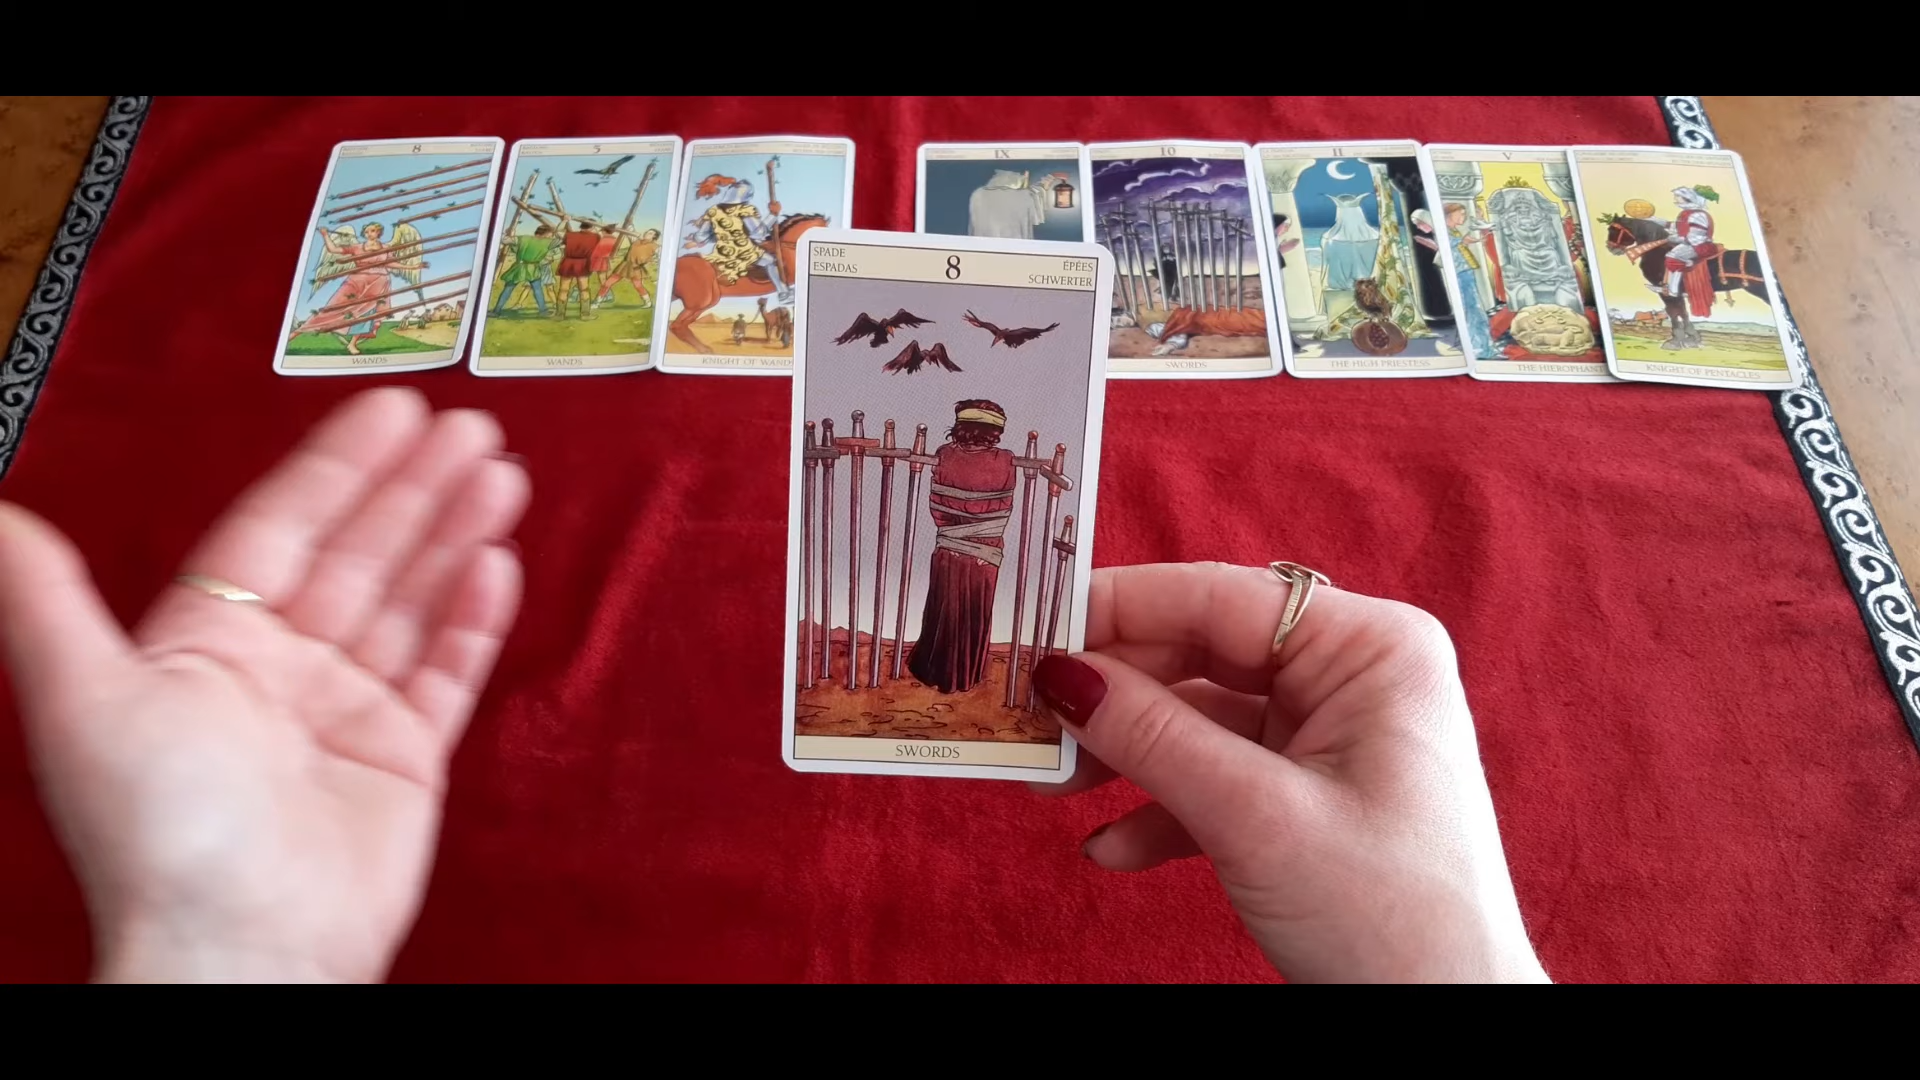 8
WANDS
5
WANDS
KNIGHT OF WANDS
IX
10
SWORDS
II
THE HIGH PRIESTESS
V
THE HIEROPHANT
KNIGHT OF PENTACLES
SPADE
ESPADAS
8
ÉPÉES
SCHWERTER
SWORDS